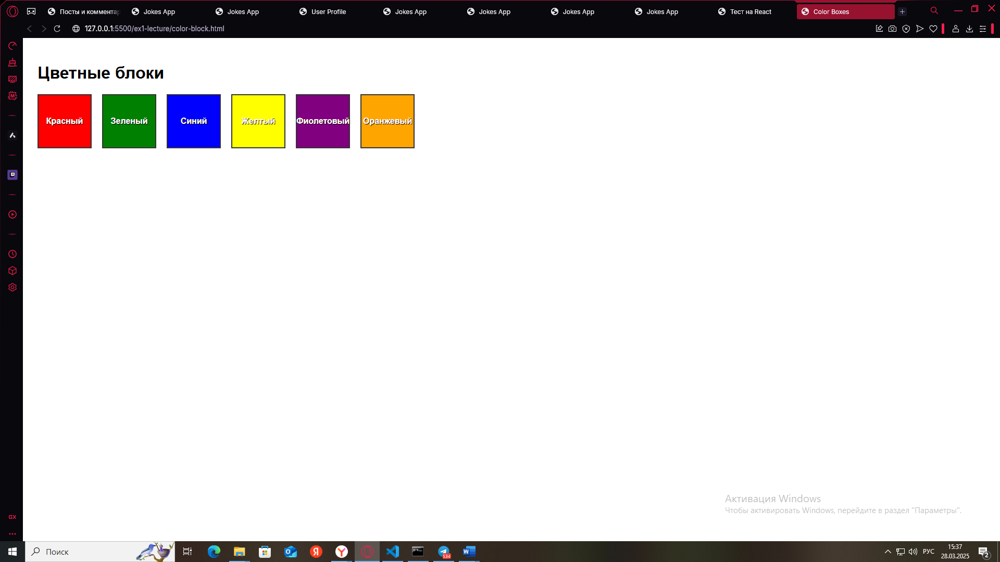 Посты и коммента
Jokes App
Jokes App
User Profile
Jokes App
Jokes App
Jokes App
Jokes App
Тест на React
Color Boxes
127.0.0.1:5500/ex1-lecture/color-block.html
Цветные блоки
Красный
Зеленый
Синий
Желтый
Фиолетовый
Оранжевый
Активация Windows
Чтобы активировать Windows, перейдите в раздел "Параметры".
GX
Поиск
534
РУС
15:37
28.03.2025
2